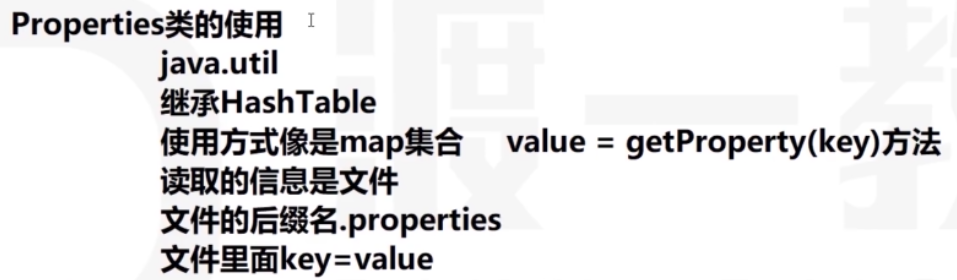 Properties类的使用
java.util
继承HashTable
使用方式像是map集合 value = getProperty(key)方法
读取的信息是文件
文件的后缀名.properties
文件里面key=value